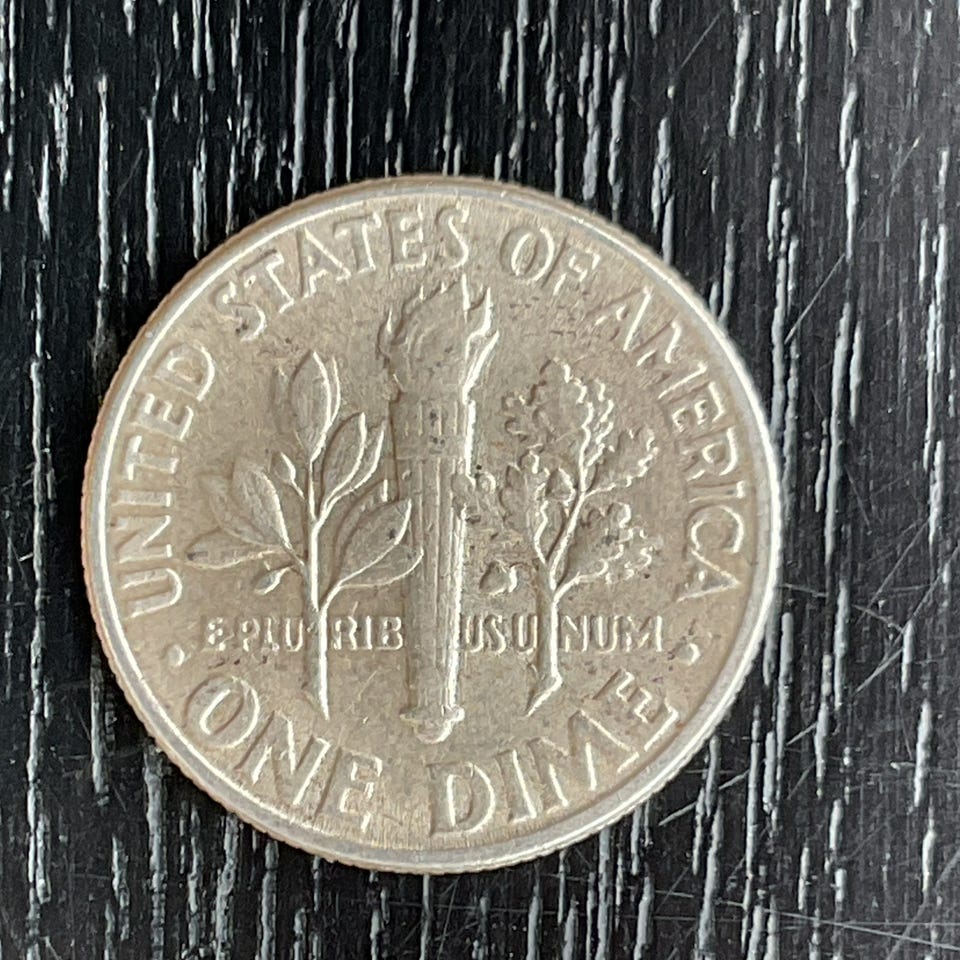 UNITED STATES OF AMERICA
E PLURIBUS UNUM
ONE DIME